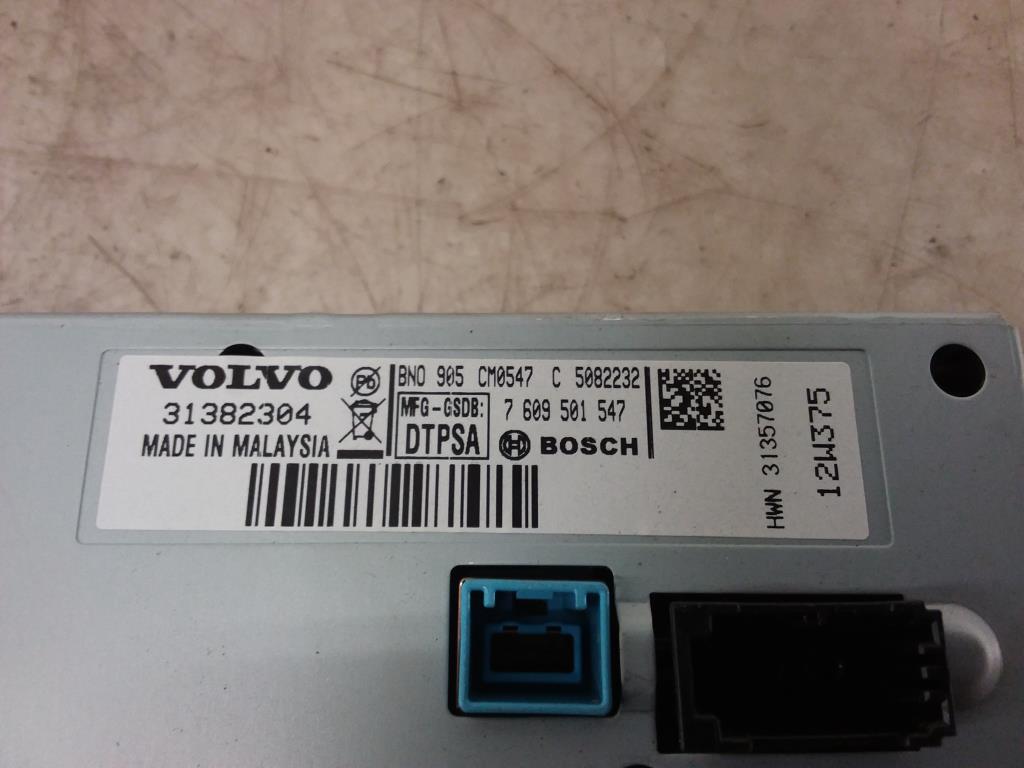 VOLVO
31382304
MADE IN MALAYSIA
Pb
BNO 905 CM0547 C 5082232
MFG-GSDB:
DTPSA
7 609 501 547
BOSCH
HWN 31357076
12W375